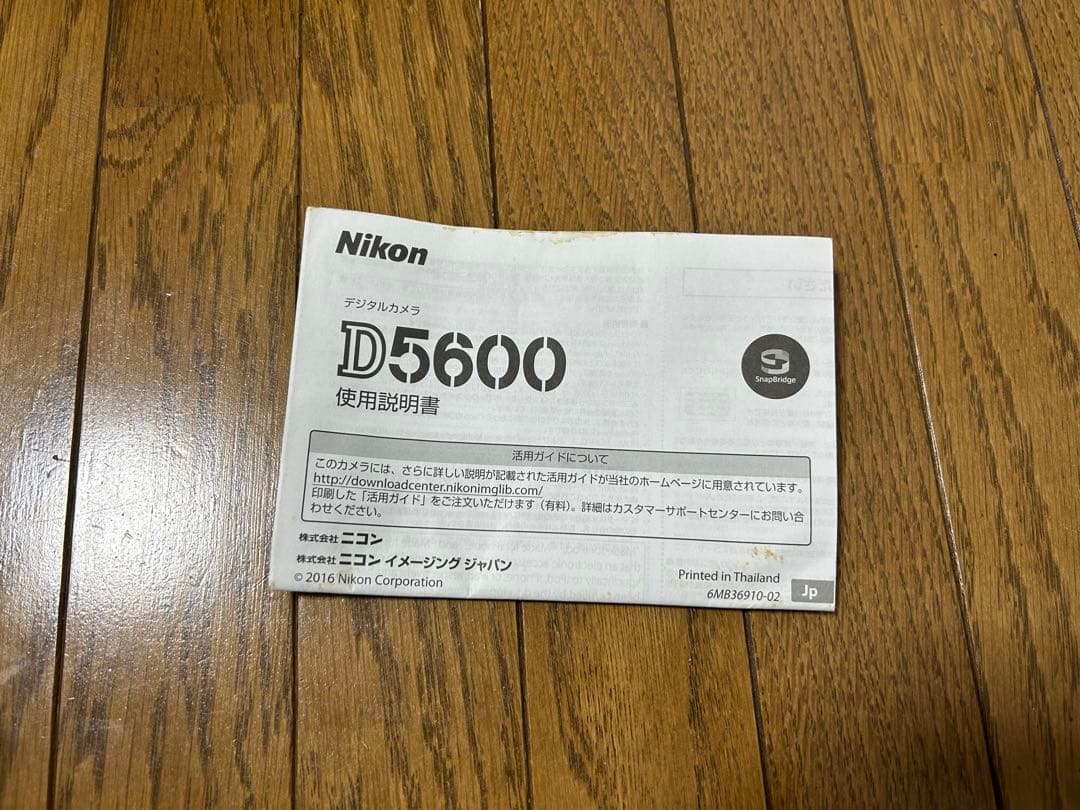 Nikon
デジタルカメラ
D5600
使用説明書
SnapBridge
活用ガイドについて
このカメラには、さらに詳しい説明が記載された活用ガイドが当社のホームページに用意されています。
http://downloadcenter.nikonimglib.com/
印刷した「活用ガイド」をご注文いただけます（有料）。詳細はカスタマーサポートセンターにお問い合
わせください。
株式会社 ニコン
株式会社 ニコン イメージング ジャパン
© 2016 Nikon Corporation
Printed in Thailand
6MB36910-02
Jp